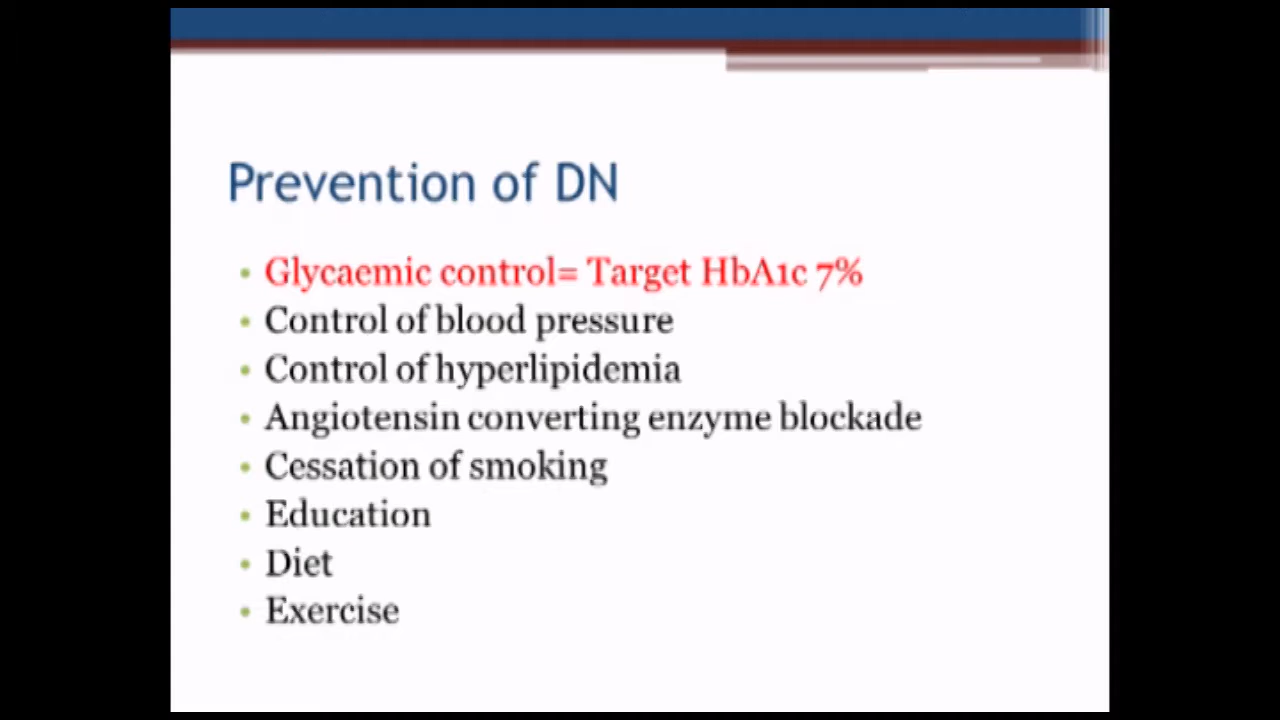 Prevention of DN
• Glycaemic control= Target HbA1c 7%
• Control of blood pressure
• Control of hyperlipidemia
• Angiotensin converting enzyme blockade
• Cessation of smoking
• Education
• Diet
• Exercise